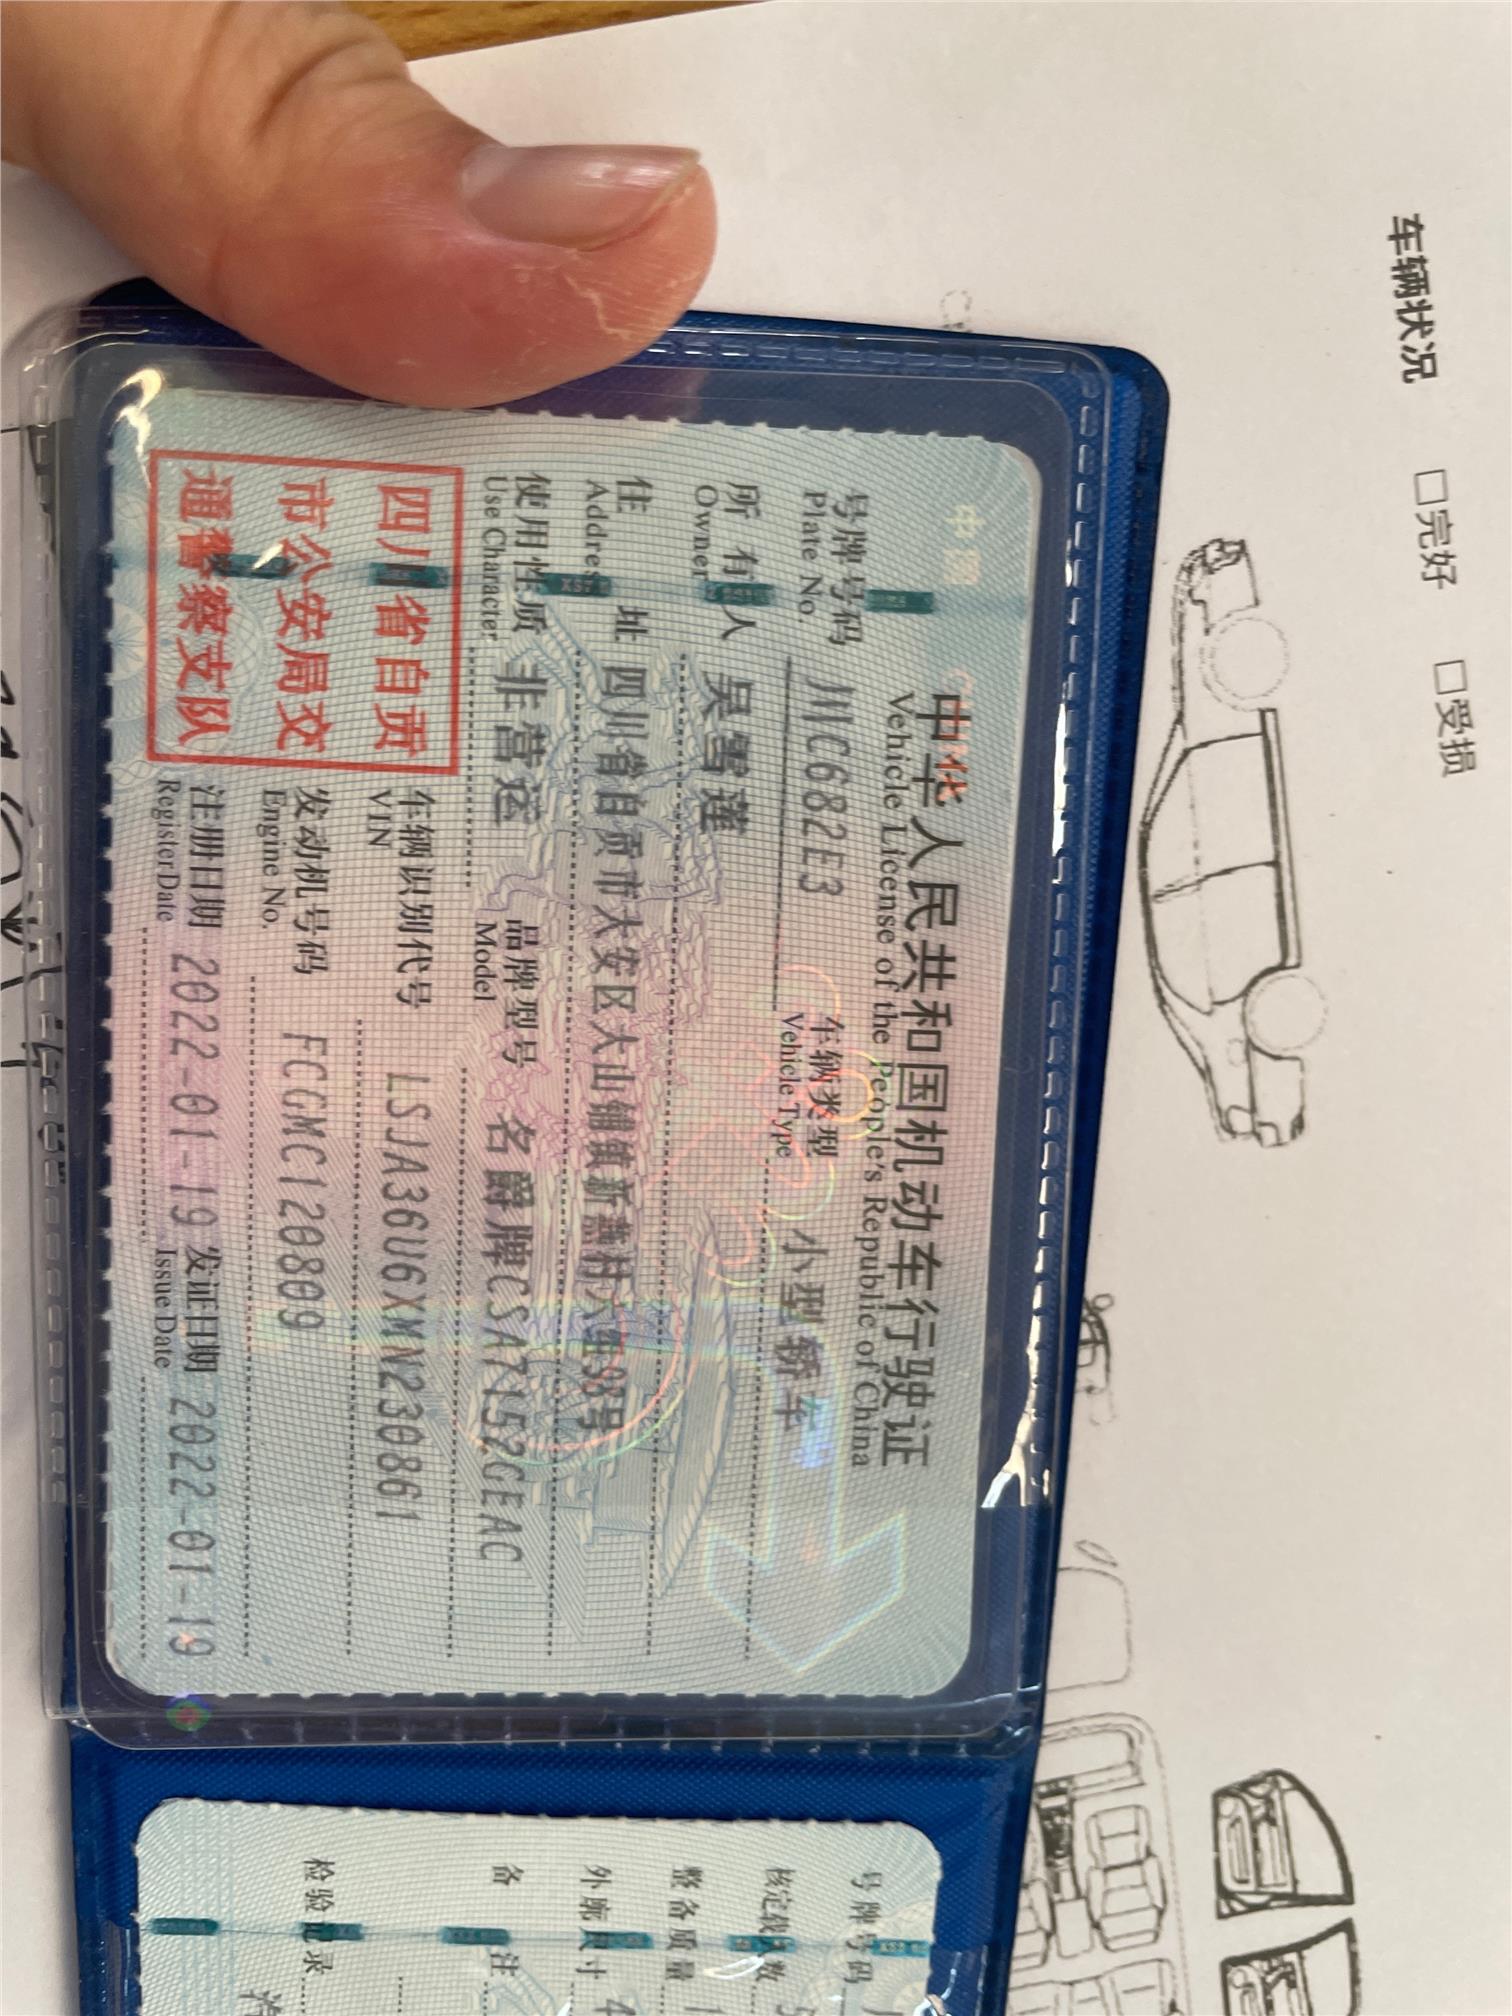 中华人民共和国机动车行驶证
Vehicle License of the People's Republic of China
号牌号码 川C682E3 车辆类型 小型轿车
Plate No. Vehicle Type
所有人 吴雪莲
Owner
住址 四川省自贡市大安区大山铺镇新燕村六组38号
Address
使用性质 非营运 品牌型号 名爵牌CSA7152GEAC
Use Character Model
四川省自贡
市公安局交
通警察支队
车辆识别代号 LSJA36U6XMN230861
VIN
发动机号码 FCGMC120809
Engine No.
注册日期 2022-01-19 发证日期 2022-01-19
Register Date Issue Date
号牌号码
核定载人数
整备质量
外廓尺寸
备注
检验记录
车辆状况 □完好 □受损